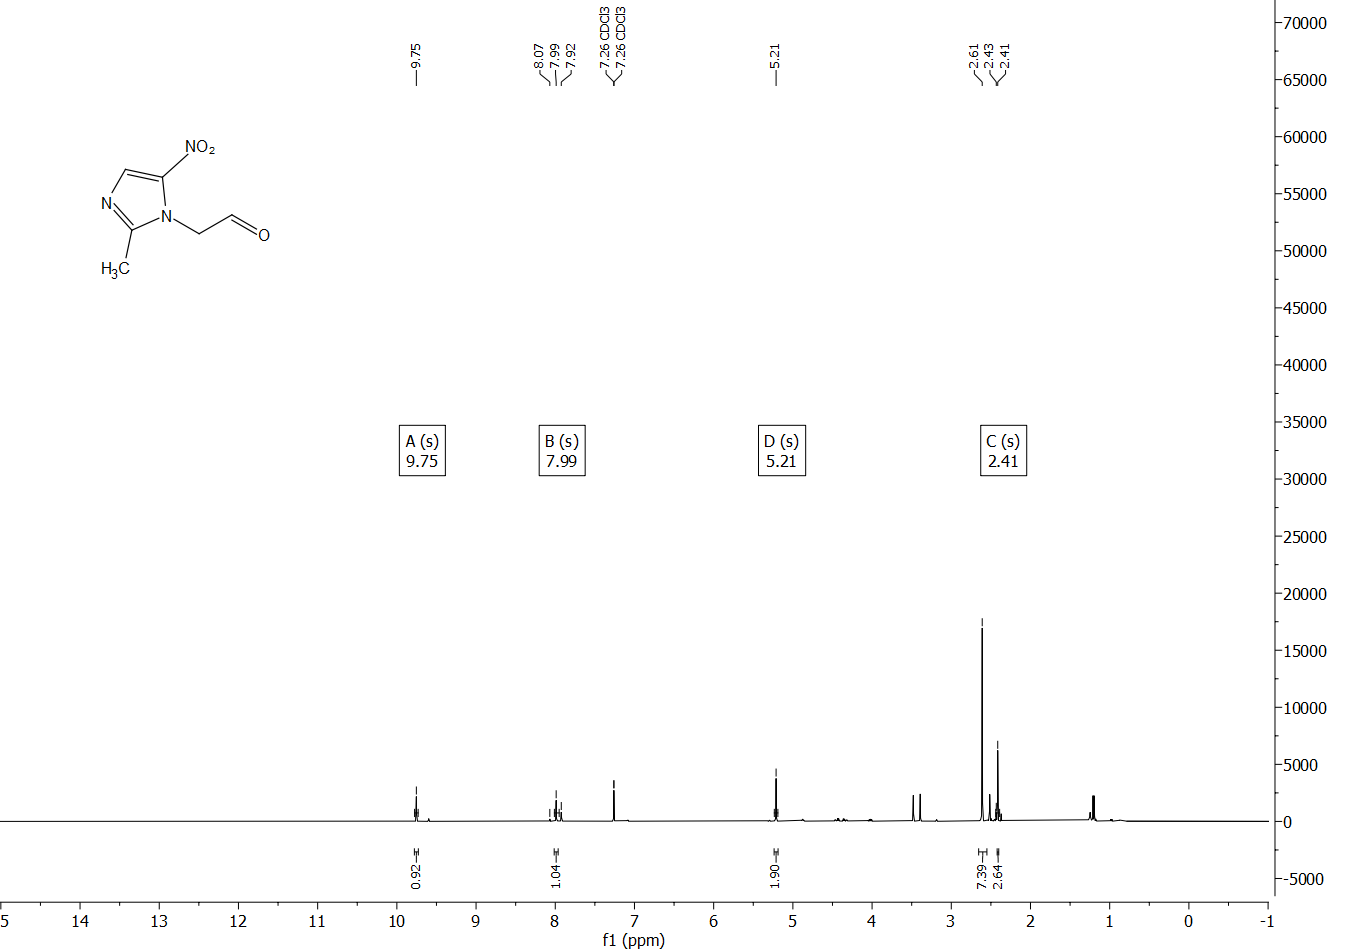 9.75
8.07
7.99
7.92
7.26 CDCl3
7.26 CDCl3
5.21
2.61
2.43
2.41
NO2
N
N
O
H3C
A (s)
9.75
B (s)
7.99
D (s)
5.21
C (s)
2.41
0.92
1.04
1.90
7.39
2.64
70000
65000
60000
55000
50000
45000
40000
35000
30000
25000
20000
15000
10000
5000
0
-5000
5 14 13 12 11 10 9 8 7 6 5 4 3 2 1 0 -1
f1 (ppm)